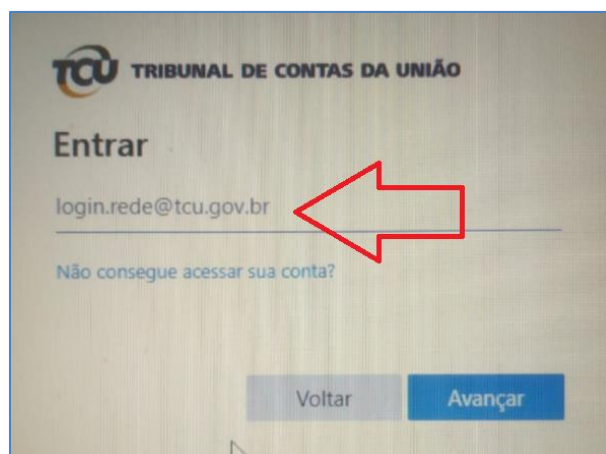 TCU TRIBUNAL DE CONTAS DA UNIÃO
Entrar
login.rede@tcu.gov.br
Não consegue acessar sua conta?
Voltar Avançar